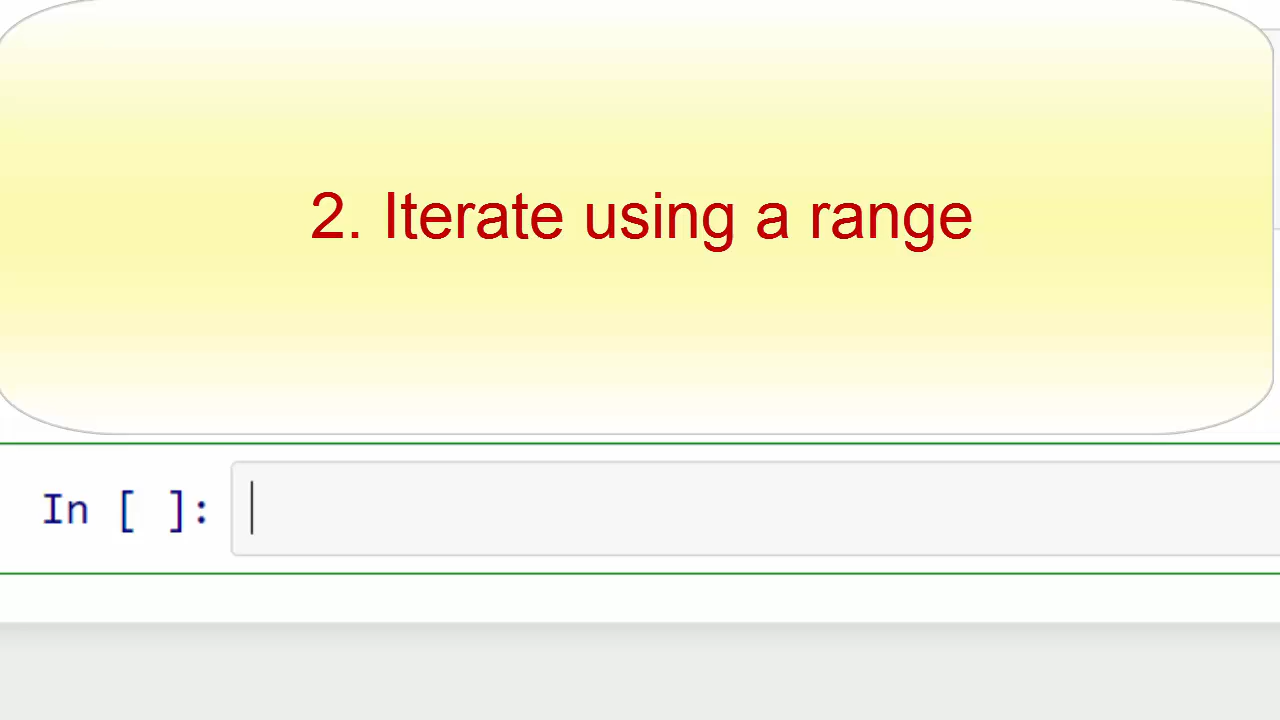 2. Iterate using a range
In [ ]: